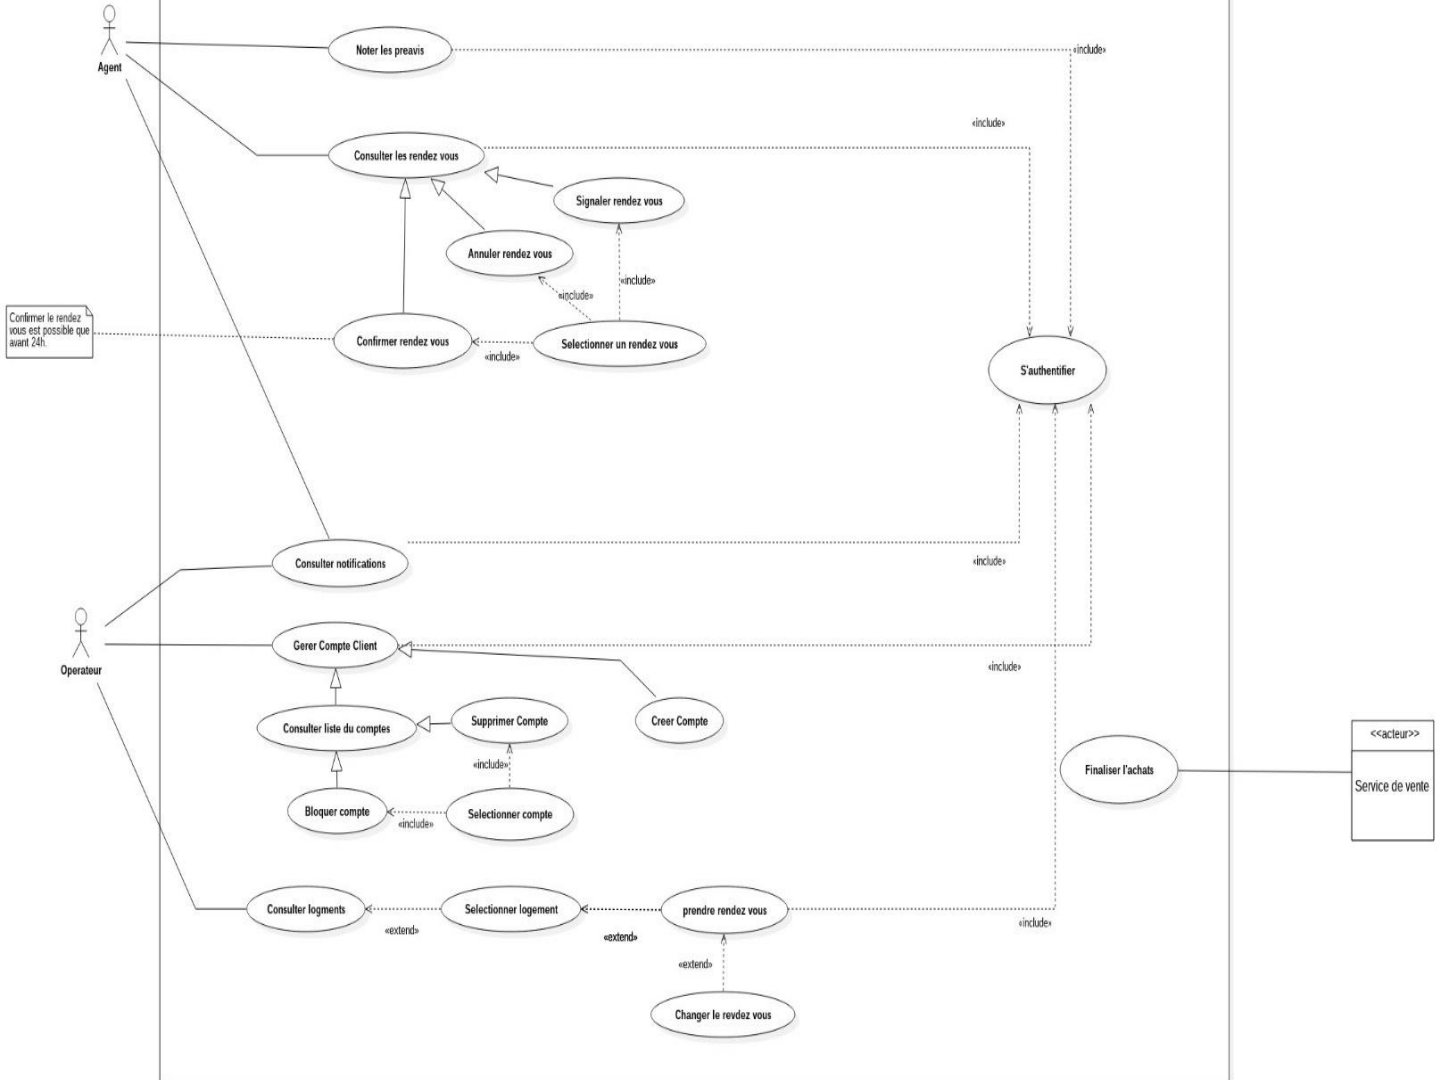 Noter les preavis
«include»
Agent
«include»
Consulter les rendez vous
Signaler rendez vous
Annuler rendez vous
«include»
«include»
Confirmer le rendez
vous est possible que
avant 24h.
Confirmer rendez vous
Selectionner un rendez vous
«include»
S'authentifier
Consulter notifications
«include»
Gerer Compte Client
Operateur
«include»
Consulter liste du comptes
Supprimer Compte
Creer Compte
<<acteur>>
«include»
Finaliser l'achats
Service de vente
Bloquer compte
Selectionner compte
«include»
Consulter logments
Selectionner logement
prendre rendez vous
«extend»
«extend»
«include»
«extend»
Changer le revdez vous